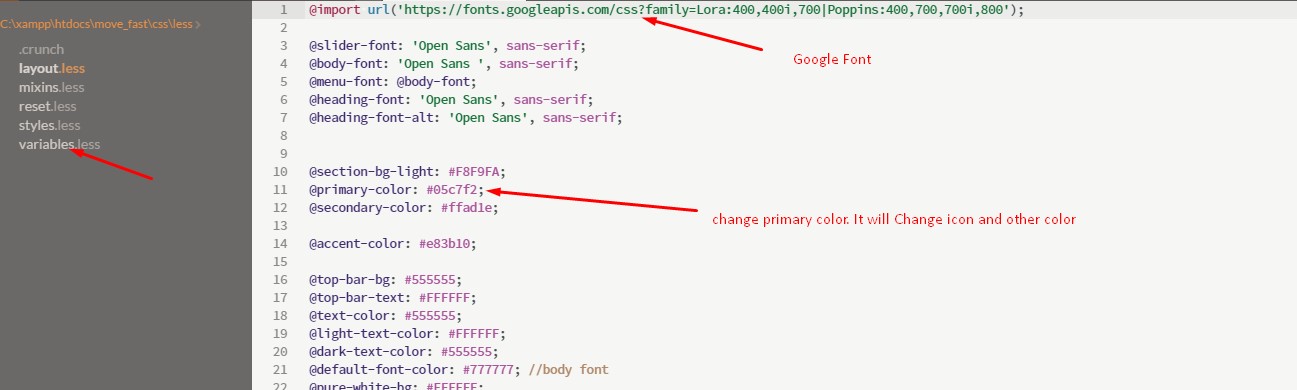 C:\xampp\htdocs\move_fast\css\less >
.crunch
layout.less
mixins.less
reset.less
styles.less
variables.less
1 @import url('https://fonts.googleapis.com/css?family=Lora:400,400i,700|Poppins:400,700,700i,800');
2
Google Font
3 @slider-font: 'Open Sans', sans-serif;
4 @body-font: 'Open Sans ', sans-serif;
5 @menu-font: @body-font;
6 @heading-font: 'Open Sans', sans-serif;
7 @heading-font-alt: 'Open Sans', sans-serif;
8
9
10 @section-bg-light: #F8F9FA;
11 @primary-color: #05c7f2;
12 @secondary-color: #ffad1e;
change primary color. It will Change icon and other color
13
14 @accent-color: #e83b10;
15
16 @top-bar-bg: #555555;
17 @top-bar-text: #FFFFFF;
18 @text-color: #555555;
19 @light-text-color: #FFFFFF;
20 @dark-text-color: #555555;
21 @default-font-color: #777777; //body font
22 @pure-white-bg: #FFFFFF;